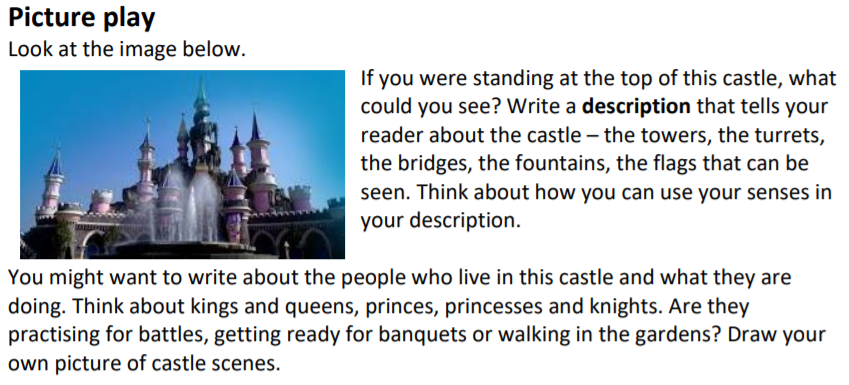 Picture play
Look at the image below.
If you were standing at the top of this castle, what
could you see? Write a description that tells your
reader about the castle – the towers, the turrets,
the bridges, the fountains, the flags that can be
seen. Think about how you can use your senses in
your description.
You might want to write about the people who live in this castle and what they are
doing. Think about kings and queens, princes, princesses and knights. Are they
practising for battles, getting ready for banquets or walking in the gardens? Draw your
own picture of castle scenes.